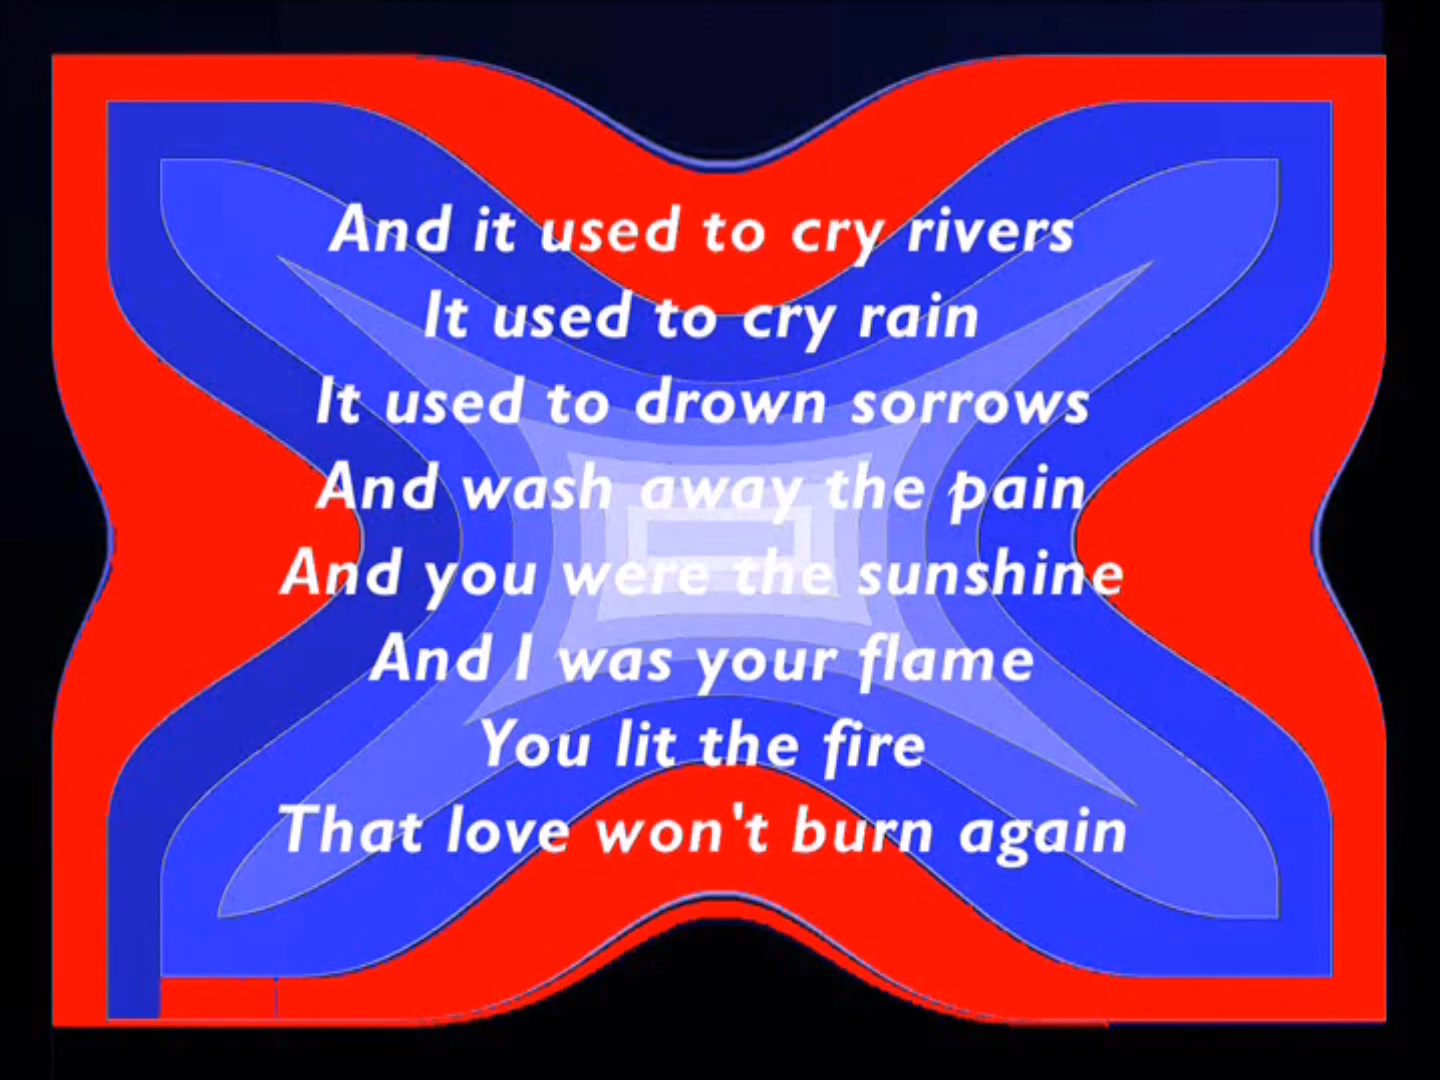 And it used to cry rivers
It used to cry rain
It used to drown sorrows
And wash away the pain
And you were the sunshine
And I was your flame
You lit the fire
That love won't burn again